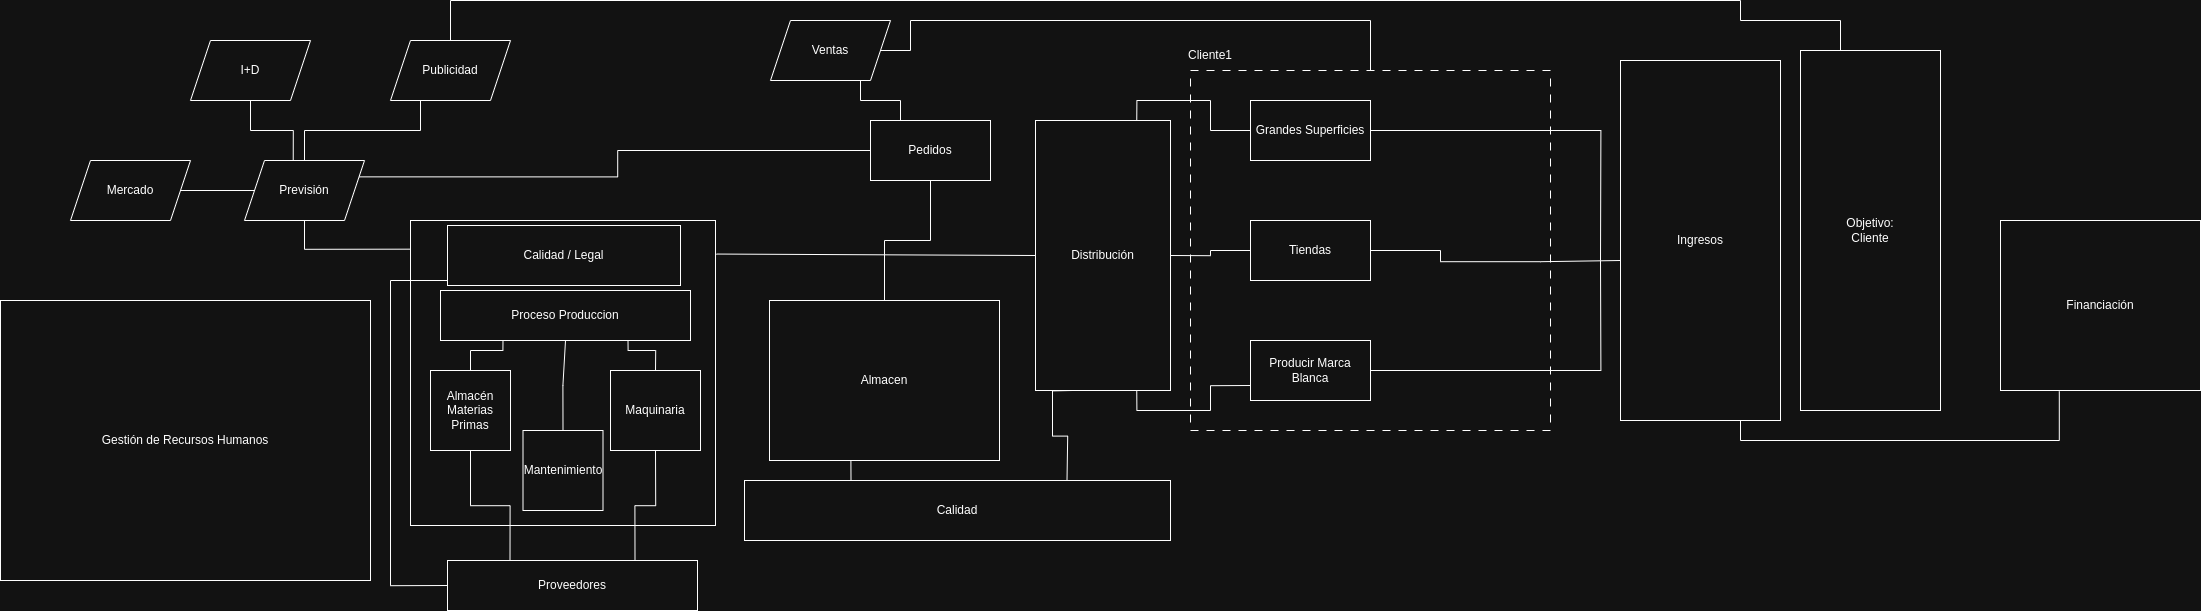 Ventas
Cliente1
I+D
Publicidad
Grandes Superficies
Pedidos
Mercado
Previsión
Objetivo:
Cliente
Ingresos
Tiendas
Calidad / Legal
Distribución
Financiación
Proceso Produccion
Producir Marca
Blanca
Almacen
Almacén
Materias
Primas
Maquinaria
Gestión de Recursos Humanos
Mantenimiento
Calidad
Proveedores